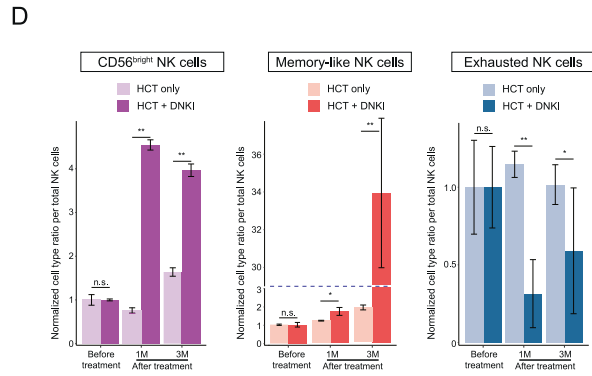 D
CD56bright NK cells
HCT only
HCT + DNKI
Normalized cell type ratio per total NK cells
4
2
1
0
n.s.
**
**
Before treatment
1M
3M
After treatment
Memory-like NK cells
HCT only
HCT + DNKI
Normalized cell type ratio per total NK cells
36
34
32
30
3
2
1
0
n.s.
*
**
Before treatment
1M
3M
After treatment
Exhausted NK cells
HCT only
HCT + DNKI
Normalized cell type ratio per total NK cells
1.0
0.5
0
n.s.
**
*
Before treatment
1M
3M
After treatment